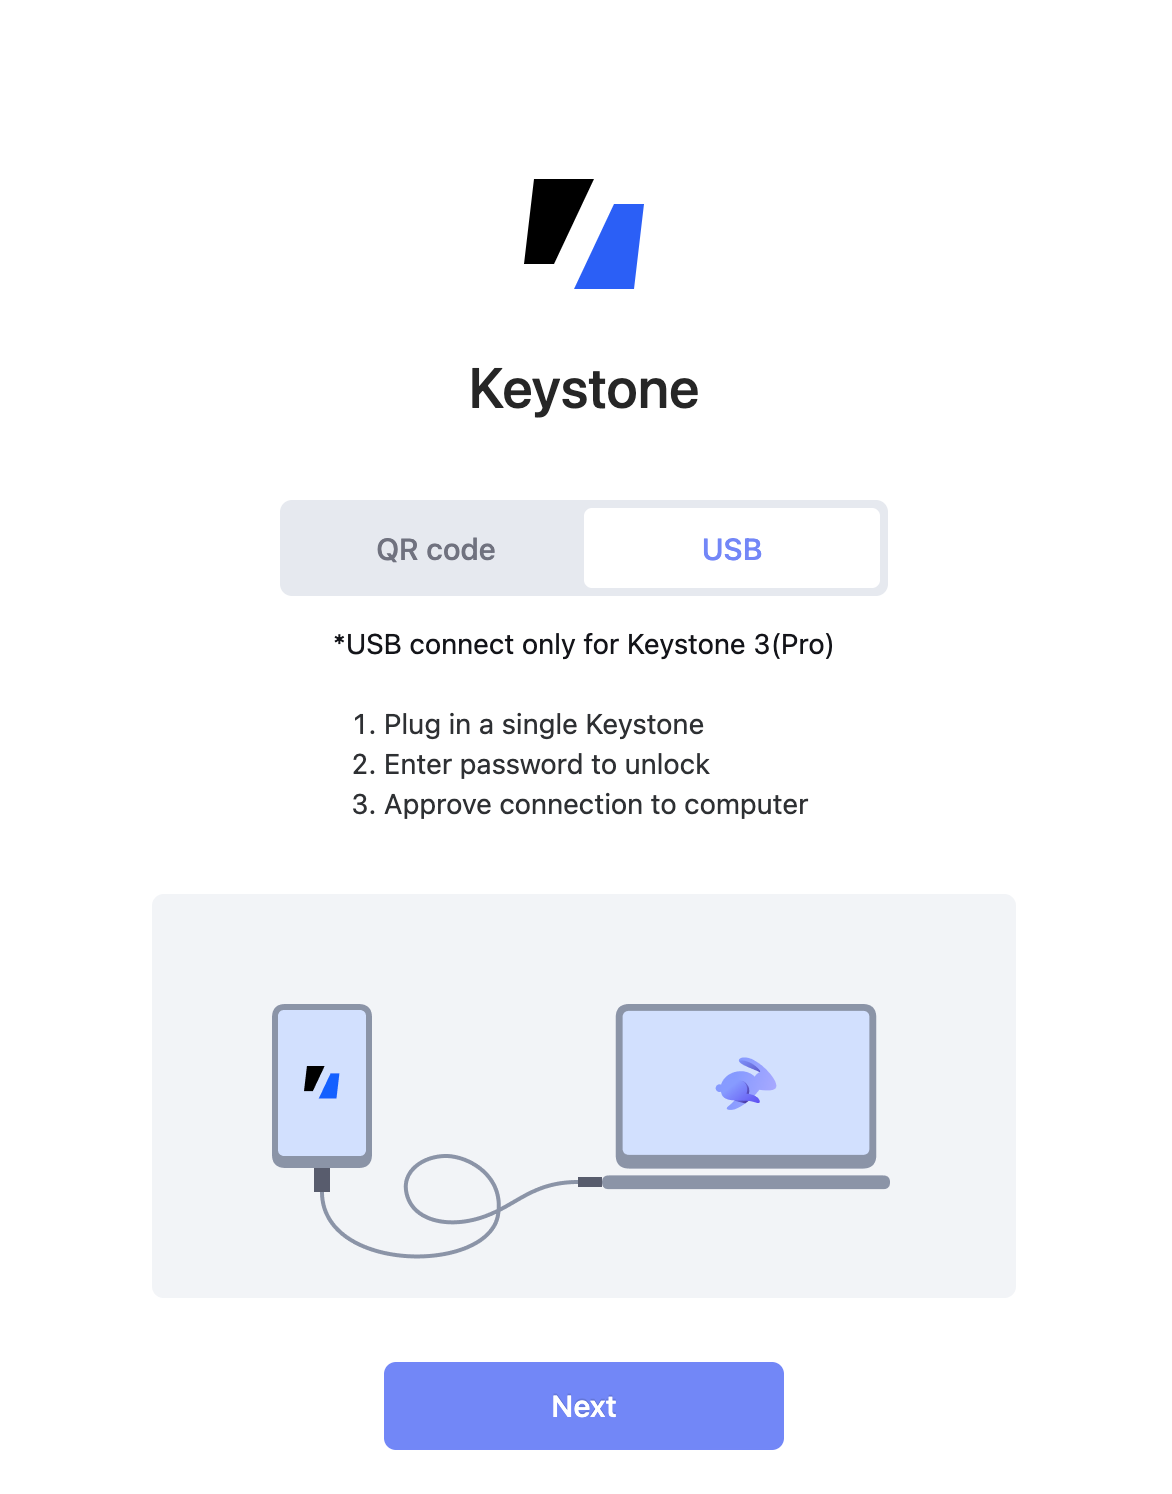 Keystone
QR code
USB
*USB connect only for Keystone 3(Pro)
1. Plug in a single Keystone
2. Enter password to unlock
3. Approve connection to computer
Next